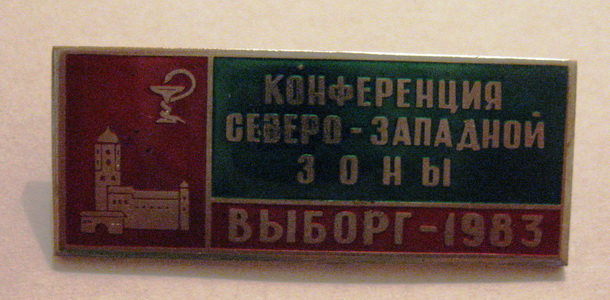 КОНФЕРЕНЦИЯ
СЕВЕРО - ЗАПАДНОЙ
ЗОНЫ
ВЫБОРГ - 1983